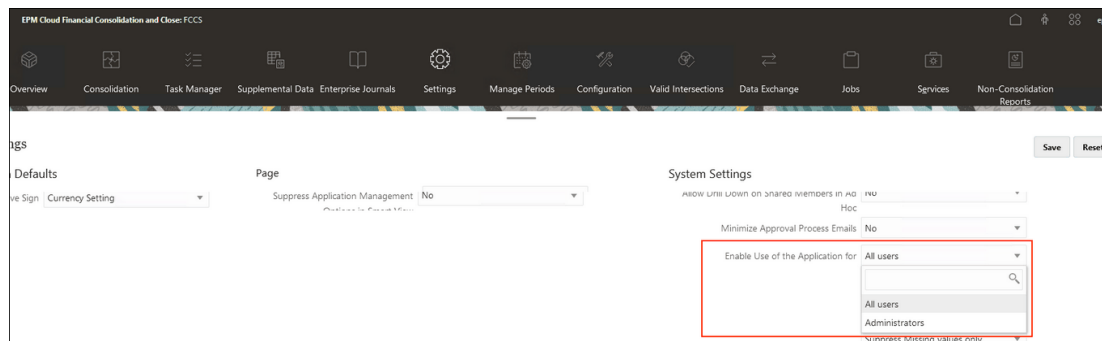 EPM Cloud Financial Consolidation and Close: FCCS
Overview Consolidation Task Manager Supplemental Data Enterprise Journals Settings Manage Periods Configuration Valid Intersections Data Exchange Jobs Services Non-Consolidation
Reports
ngs
Save Reset
Defaults Page System Settings
ve Sign Currency Setting
Suppress Application Management No
Options in Smart View
Allow Drill Down on Shared Members in Ad No
Hoc
Minimize Approval Process Emails No
Enable Use of the Application for All users
All users
Administrators
Suppress Missing values only